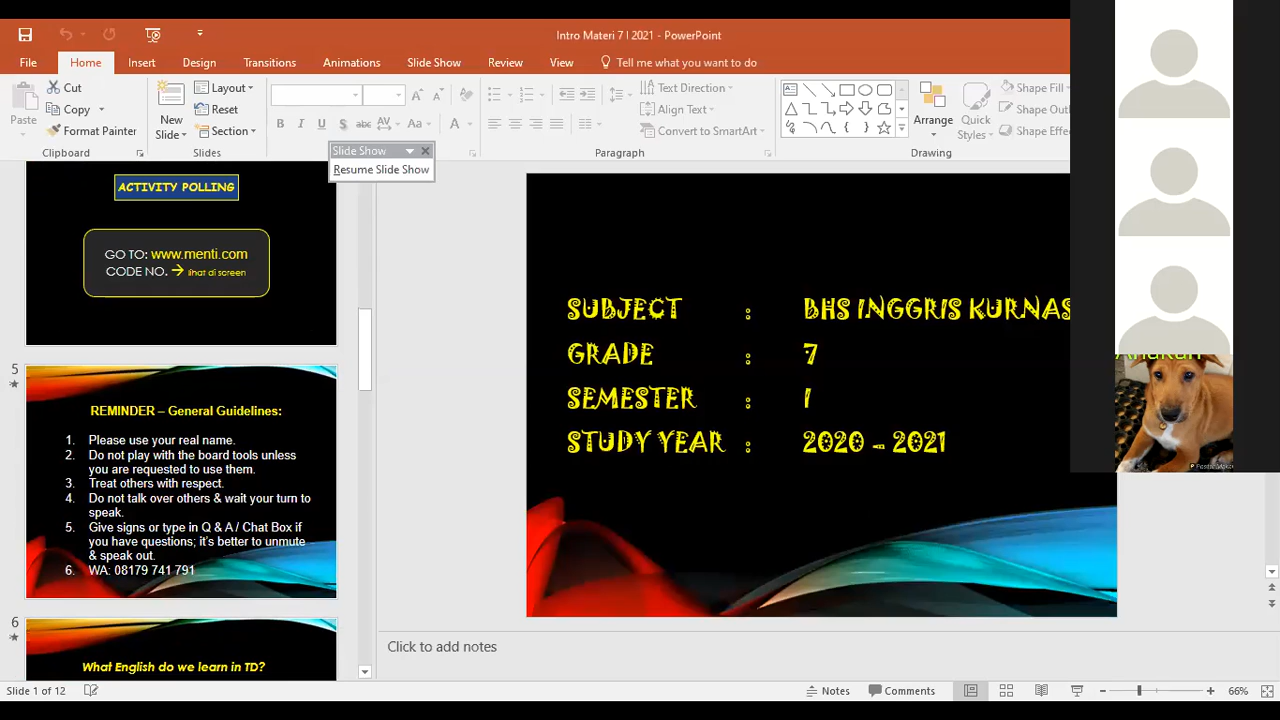 Intro Materi 7 I 2021 - PowerPoint
File Home Insert Design Transitions Animations Slide Show Review View Tell me what you want to do
Paste
Cut
Copy
Format Painter
Clipboard
New
Slide
Layout
Reset
Section
Slides
B I U S abc AV Aa A
Text Direction
Align Text
Convert to SmartArt
Paragraph
Arrange
Quick
Styles
Shape Fill
Shape Out
Shape Effe
Drawing
Slide Show
Resume Slide Show
ACTIVITY POLLING
GO TO: www.menti.com
CODE NO. → lihat di screen
5
REMINDER – General Guidelines:
1. Please use your real name.
2. Do not play with the board tools unless
you are requested to use them.
3. Treat others with respect.
4. Do not talk over others & wait your turn to
speak.
5. Give signs or type in Q & A / Chat Box if
you have questions; it's better to unmute
& speak out.
6. WA: 08179 741 791
6
What English do we learn in TD?
SUBJECT : BHS INGGRIS KURNAS
GRADE : 7
SEMESTER : I
STUDY YEAR : 2020 – 2021
Click to add notes
Slide 1 of 12
Notes
Comments
66%